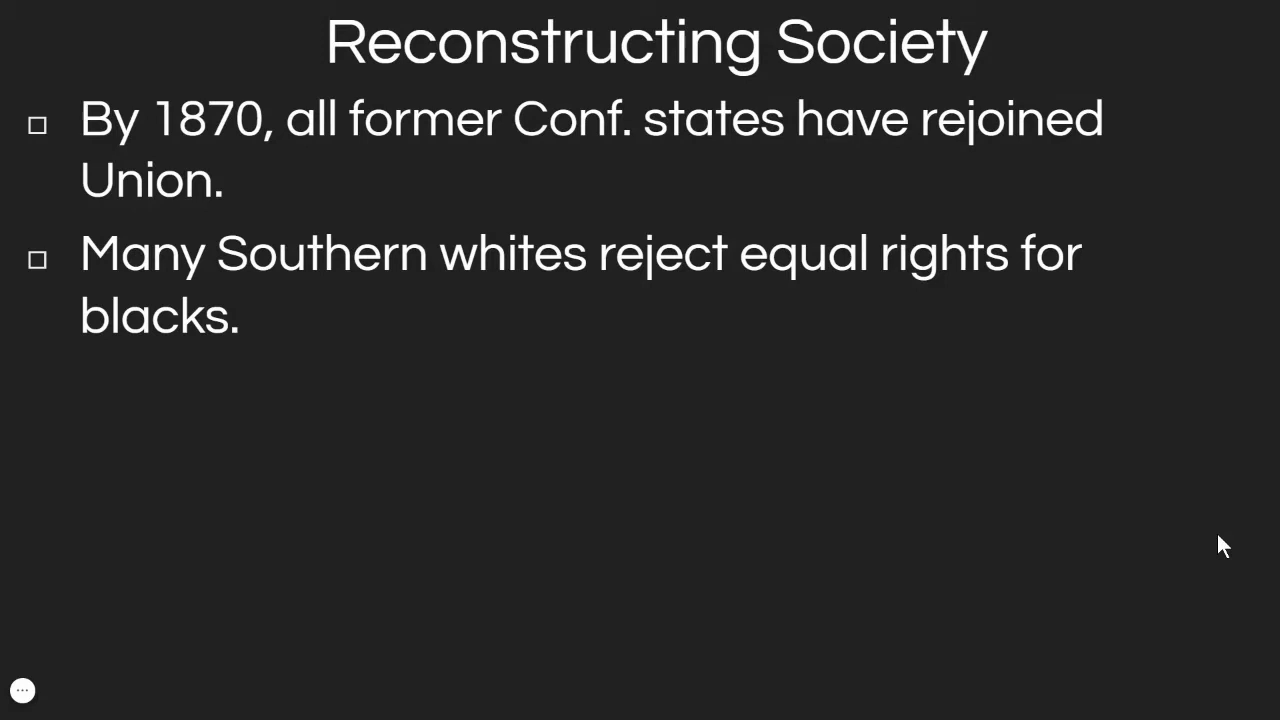 Reconstructing Society
By 1870, all former Conf. states have rejoined
Union.
Many Southern whites reject equal rights for
blacks.